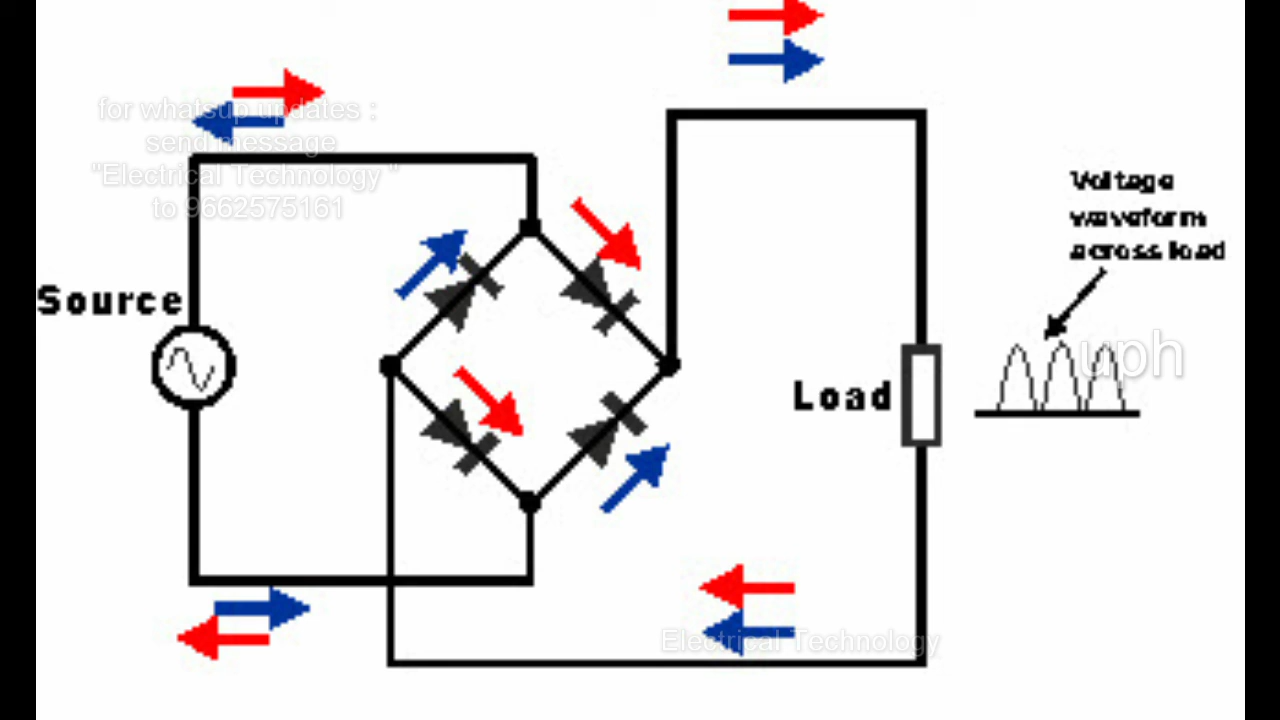 for whatsup updates :
send message
"Electrical Technology "
to 9662575161
Voltage
waveform
across load
Source
uph
Load
Electrical Technology